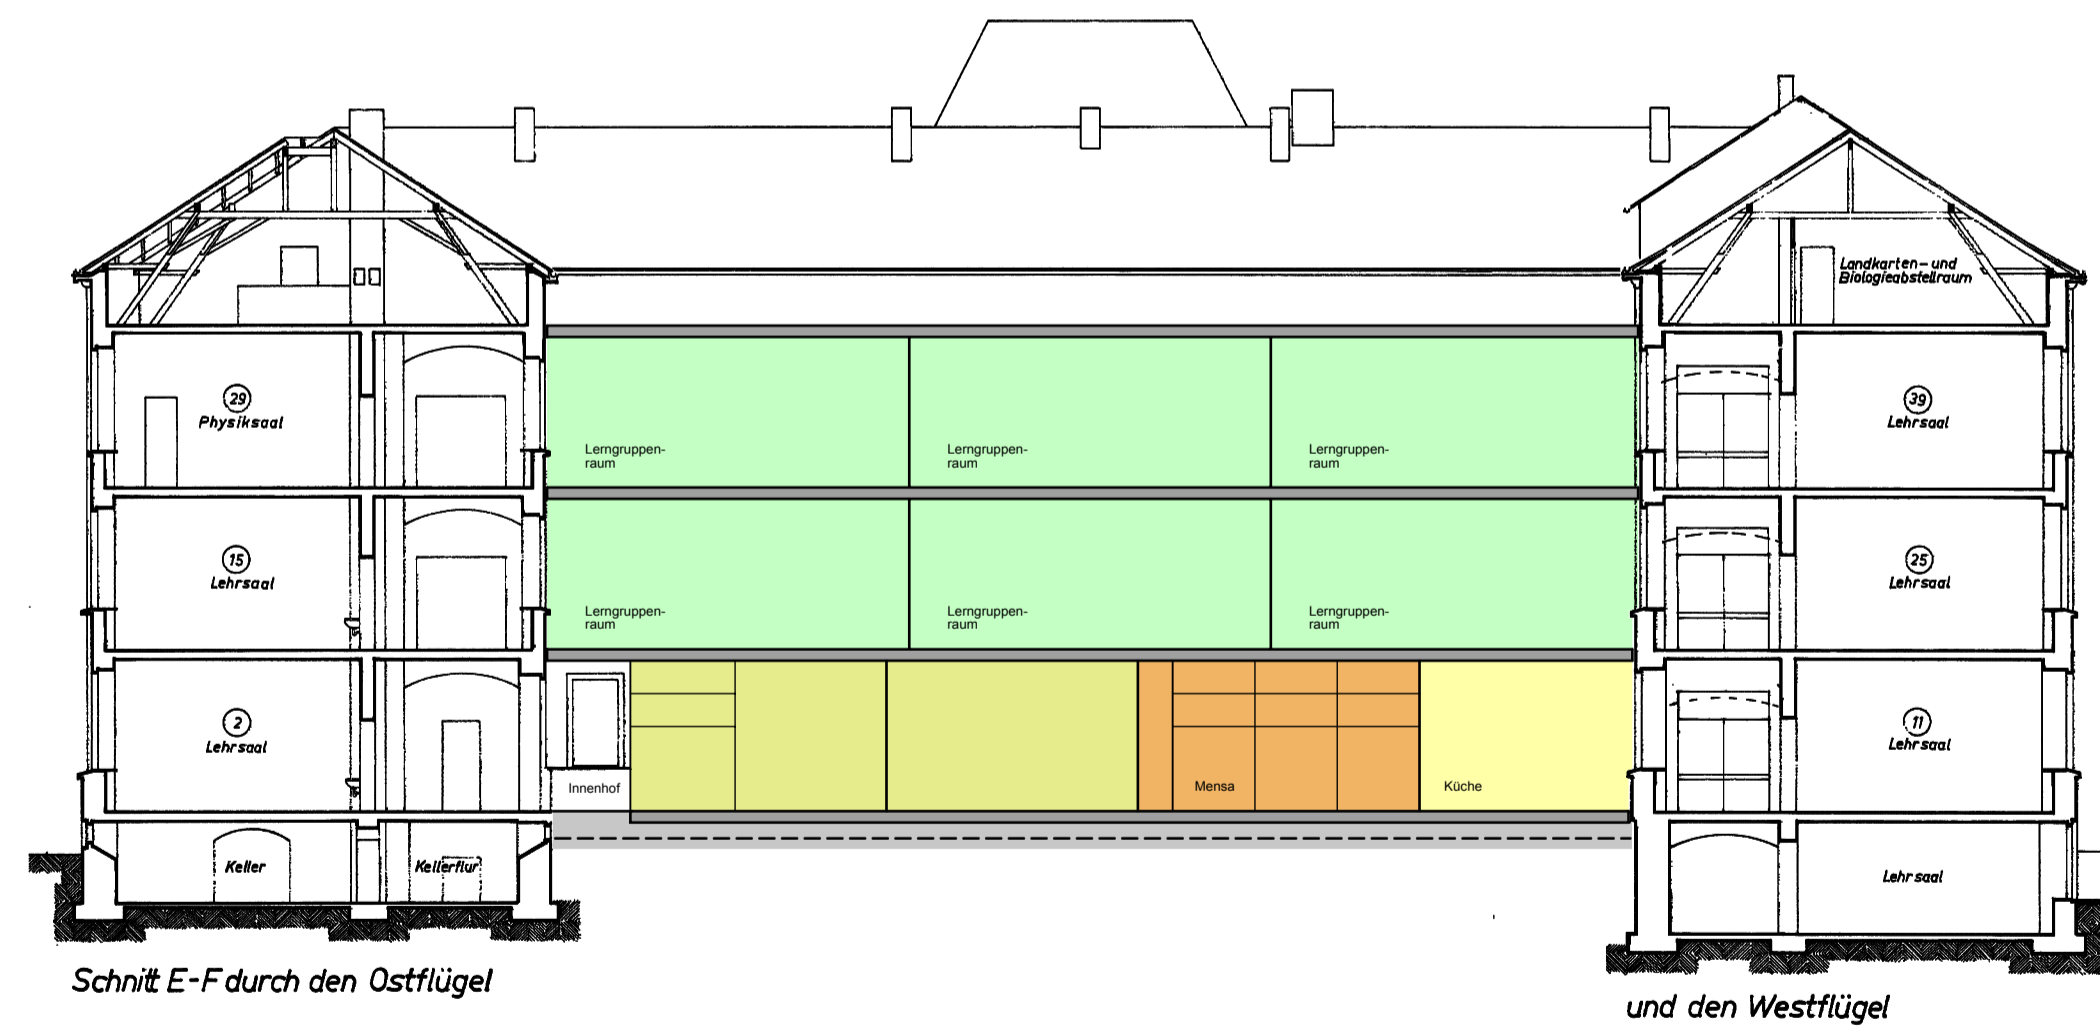 Landkarten- und
Biologieabstellraum
29
Physiksaal
Lerngruppen-
raum
Lerngruppen-
raum
Lerngruppen-
raum
39
Lehrsaal
15
Lehrsaal
Lerngruppen-
raum
Lerngruppen-
raum
Lerngruppen-
raum
25
Lehrsaal
2
Lehrsaal
Innenhof
Mensa
Küche
11
Lehrsaal
Keller
Kellerflur
Lehrsaal
Schnitt E-F durch den Ostflügel
und den Westflügel